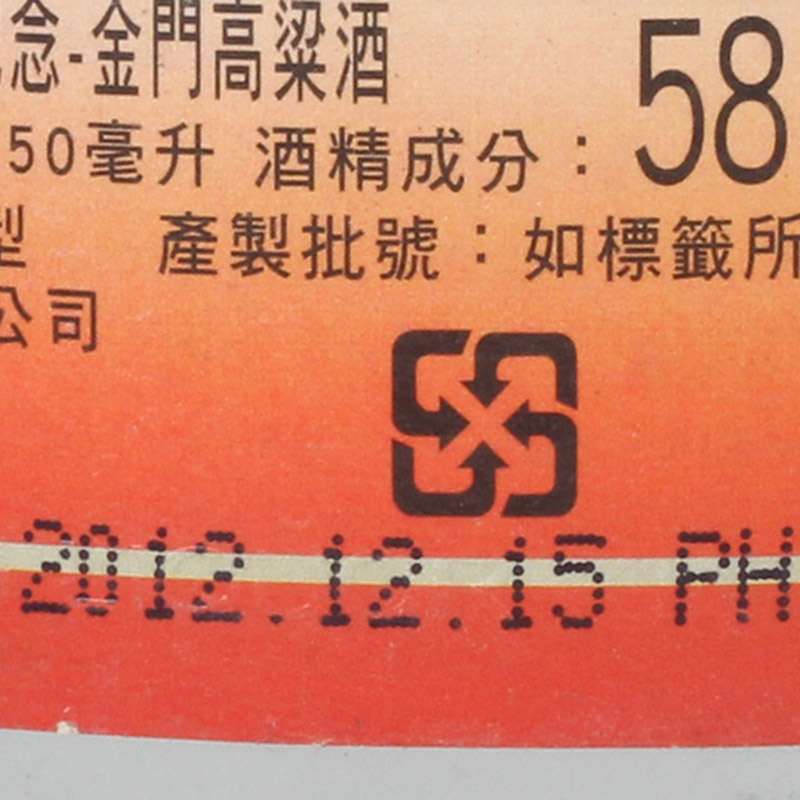 念-金門高粱酒 58
50毫升 酒精成分：
型 產製批號：如標籤所
公司
2012.12.15 PH